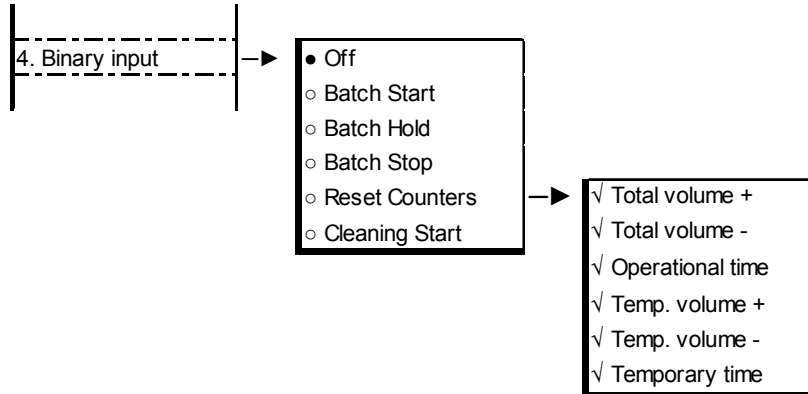 4. Binary input
● Off
○ Batch Start
○ Batch Hold
○ Batch Stop
○ Reset Counters
○ Cleaning Start
√ Total volume +
√ Total volume -
√ Operational time
√ Temp. volume +
√ Temp. volume -
√ Temporary time